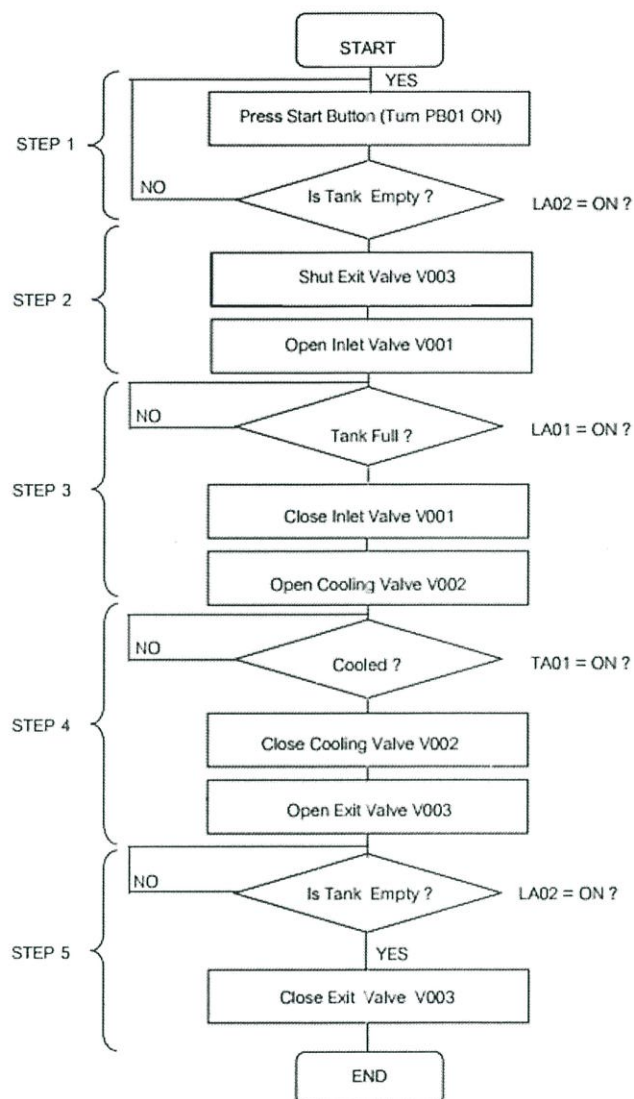 START
YES
Press Start Button (Turn PB01 ON)
STEP 1
NO
Is Tank Empty ?
LA02 = ON ?
Shut Exit Valve V003
STEP 2
Open Inlet Valve V001
NO
Tank Full ?
LA01 = ON ?
STEP 3
Close Inlet Valve V001
Open Cooling Valve V002
NO
Cooled ?
TA01 = ON ?
STEP 4
Close Cooling Valve V002
Open Exit Valve V003
NO
Is Tank Empty ?
LA02 = ON ?
STEP 5
YES
Close Exit Valve V003
END